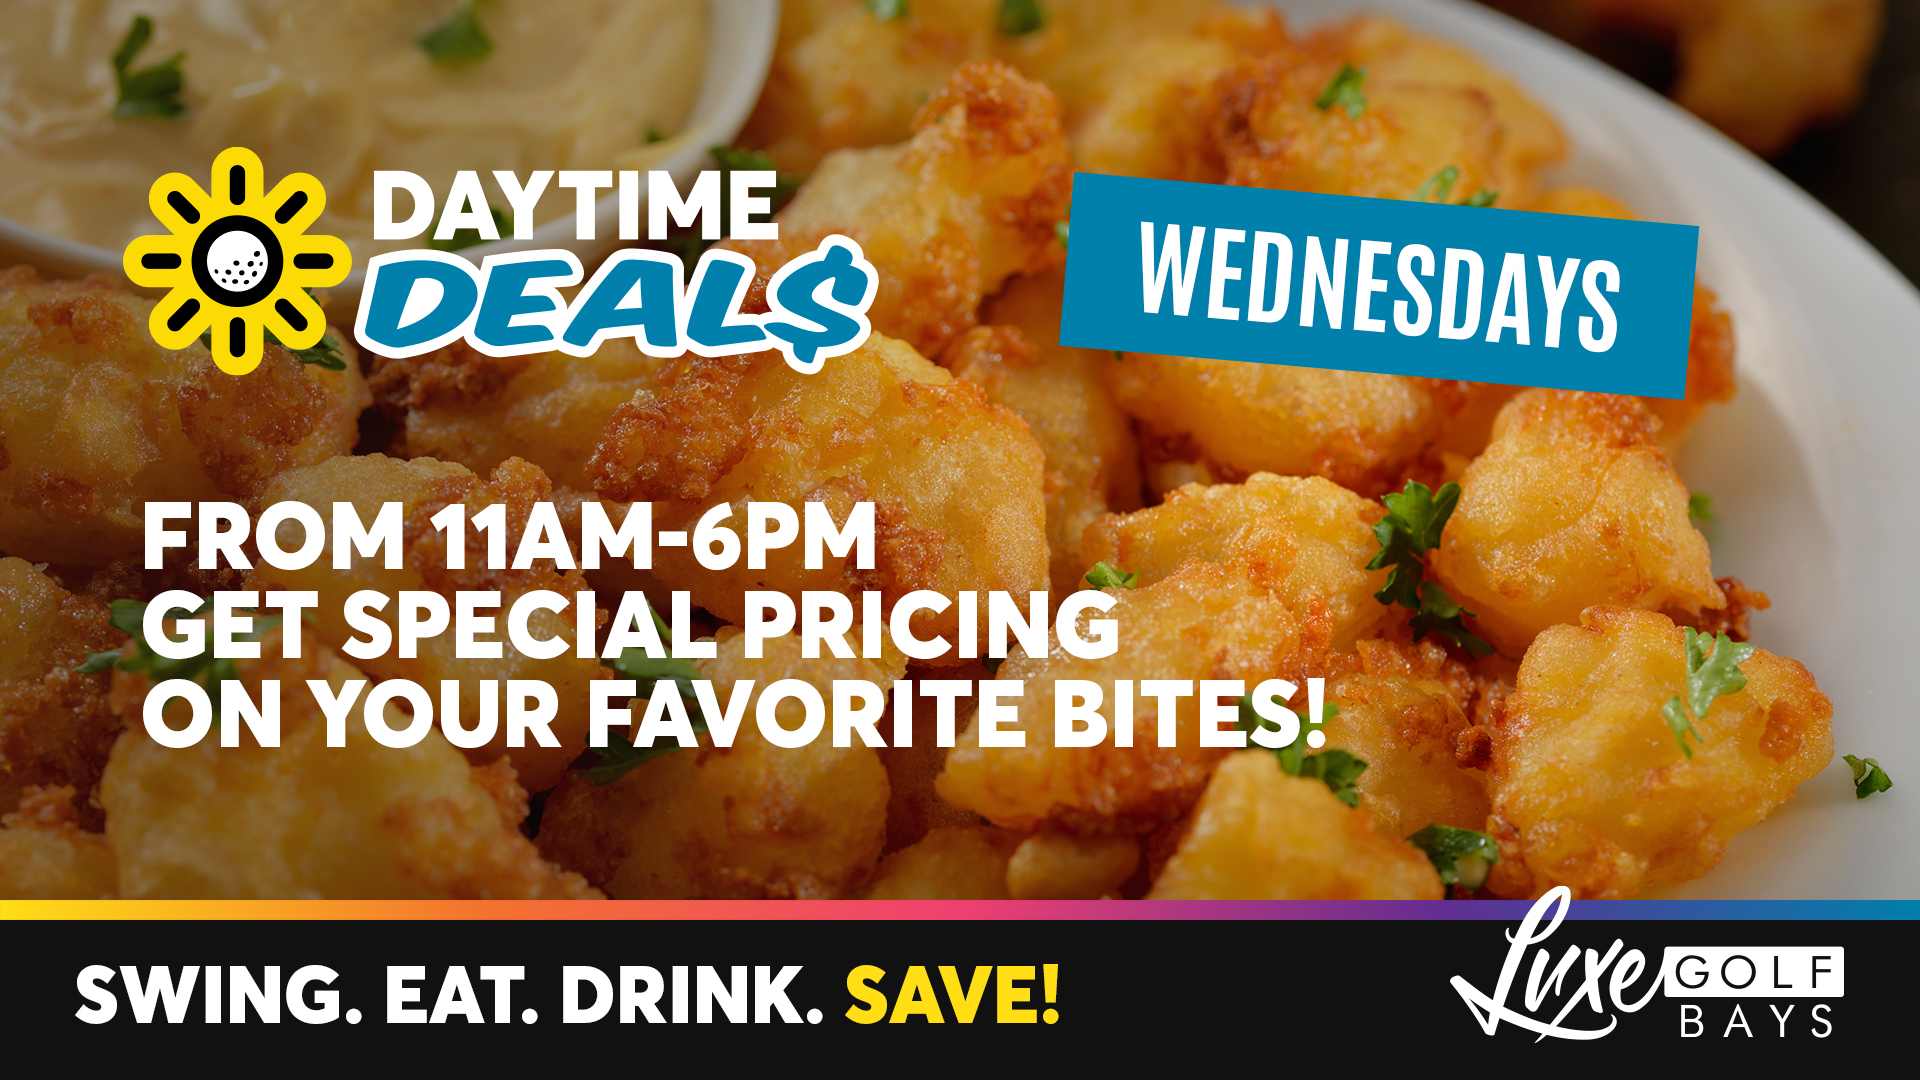 DAYTIME
DEAL$
WEDNESDAYS
FROM 11AM-6PM
GET SPECIAL PRICING
ON YOUR FAVORITE BITES!
SWING. EAT. DRINK. SAVE!
Luxe GOLF
BAYS